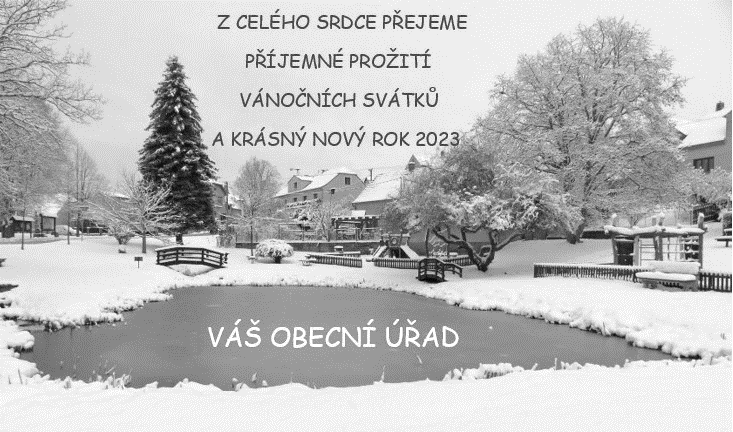 Z CELÉHO SRDCE PŘEJEME
PŘÍJEMNÉ PROŽITÍ
VÁNOČNÍCH SVÁTKŮ
A KRÁSNÝ NOVÝ ROK 2023
VÁŠ OBECNÍ ÚŘAD